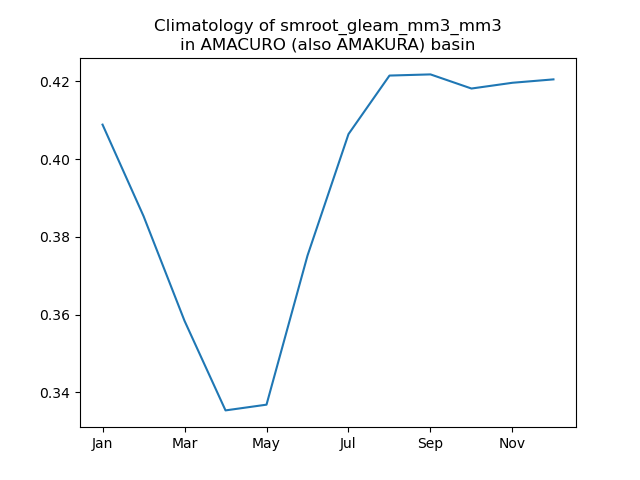 Climatology of smroot_gleam_mm3_mm3
in AMACURO (also AMAKURA) basin
0.42
0.40
0.38
0.36
0.34
Jan Mar May Jul Sep Nov